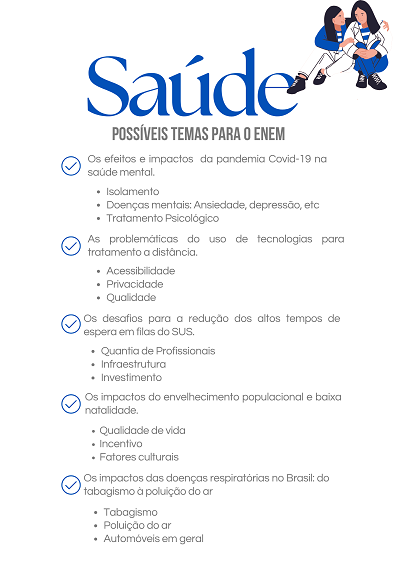 Saúde
POSSÍVEIS TEMAS PARA O ENEM
Os efeitos e impactos da pandemia Covid-19 na
saúde mental.
• Isolamento
• Doenças mentais: Ansiedade, depressão, etc
• Tratamento Psicológico
As problemáticas do uso de tecnologias para
tratamento a distância.
• Acessibilidade
• Privacidade
• Qualidade
Os desafios para a redução dos altos tempos de
espera em filas do SUS.
• Quantia de Profissionais
• Infraestrutura
• Investimento
Os impactos do envelhecimento populacional e baixa
natalidade.
• Qualidade de vida
• Incentivo
• Fatores culturais
Os impactos das doenças respiratórias no Brasil: do
tabagismo à poluição do ar
• Tabagismo
• Poluição do ar
• Automóveis em geral